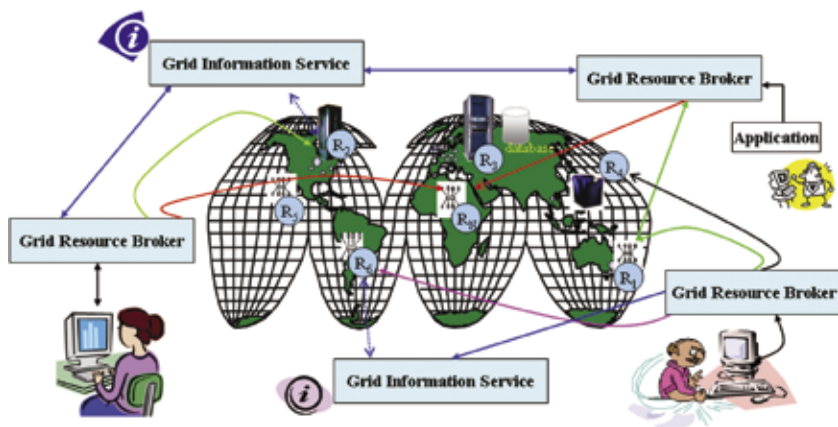 Grid Information Service
Grid Resource Broker
Application
database
R2
R3
R4
R5
RN
R6
R1
Grid Resource Broker
Grid Resource Broker
Grid Information Service